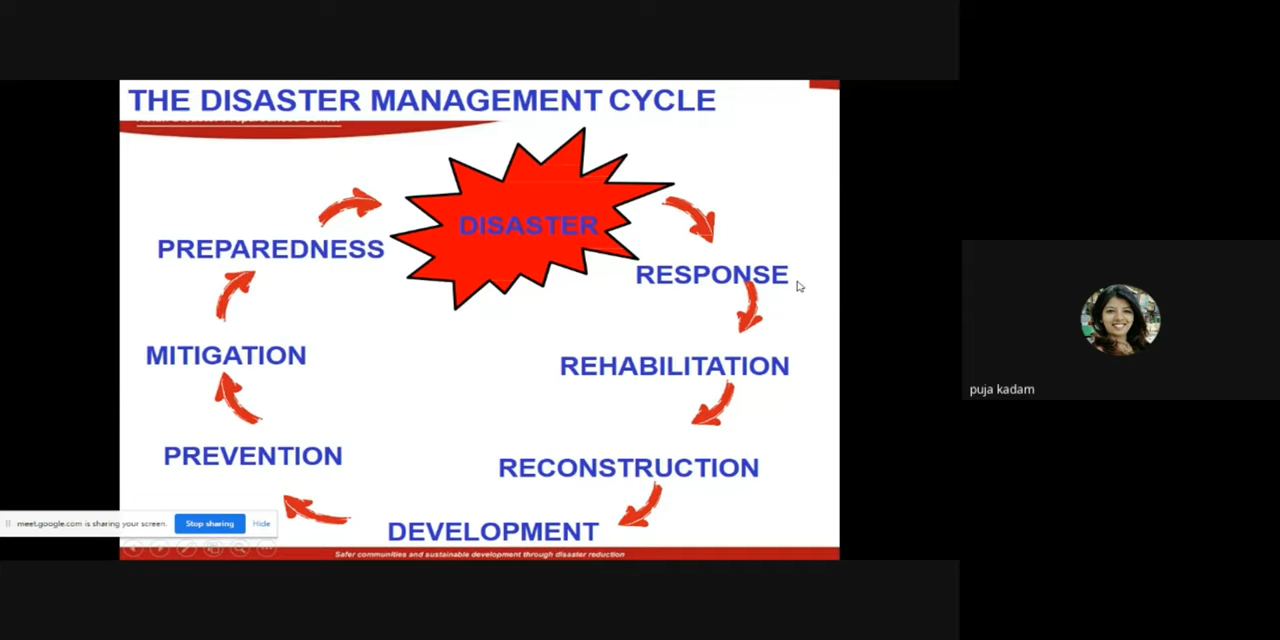 THE DISASTER MANAGEMENT CYCLE
DISASTER
PREPAREDNESS
RESPONSE
MITIGATION
REHABILITATION
PREVENTION
RECONSTRUCTION
DEVELOPMENT
meet.google.com is sharing your screen.
Stop sharing
Hide
Safer communities and sustainable development through disaster reduction
puja kadam